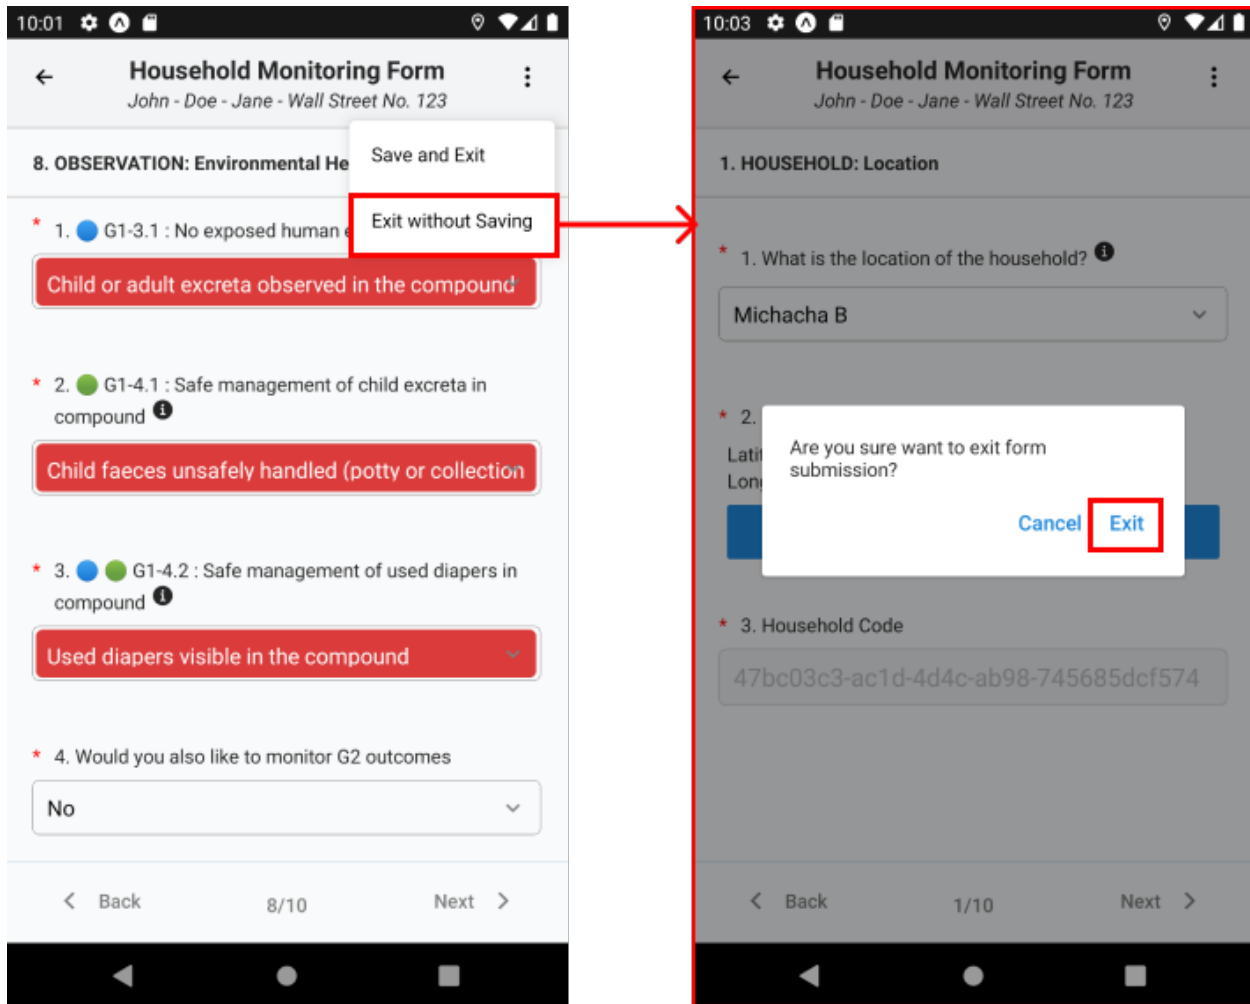 10:01
Household Monitoring Form
John - Doe - Jane - Wall Street No. 123
Save and Exit
Exit without Saving
8. OBSERVATION: Environmental He
* 1. G1-3.1 : No exposed human
Child or adult excreta observed in the compound
* 2. G1-4.1 : Safe management of child excreta in
compound
Child faeces unsafely handled (potty or collection
* 3. G1-4.2 : Safe management of used diapers in
compound
Used diapers visible in the compound
* 4. Would you also like to monitor G2 outcomes
No
Back
8/10
Next
10:03
Household Monitoring Form
John - Doe - Jane - Wall Street No. 123
1. HOUSEHOLD: Location
* 1. What is the location of the household?
Michacha B
* 2.
Lati
Long
Are you sure want to exit form
submission?
Cancel Exit
* 3. Household Code
47bc03c3-ac1d-4d4c-ab98-745685dcf574
Back
1/10
Next